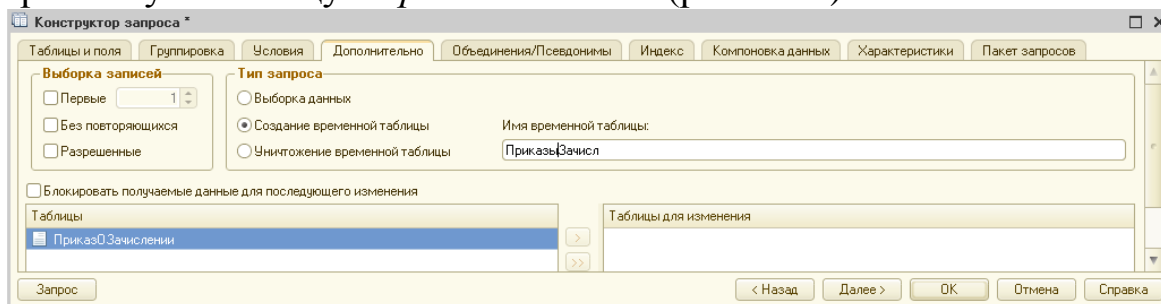 Конструктор запроса *
Таблицы и поля Группировка Условия Дополнительно Объединения/Псевдонимы Индекс Компоновка данных Характеристики Пакет запросов
Выборка записей Тип запроса
Первые 1 Выборка данных
Без повторяющихся Создание временной таблицы Имя временной таблицы:
Разрешенные Уничтожение временной таблицы ПриказыЗачисл
Блокировать получаемые данные для последующего изменения
Таблицы Таблицы для изменения
ПриказОЗачислении >
>>
Запрос < Назад Далее > OK Отмена Справка